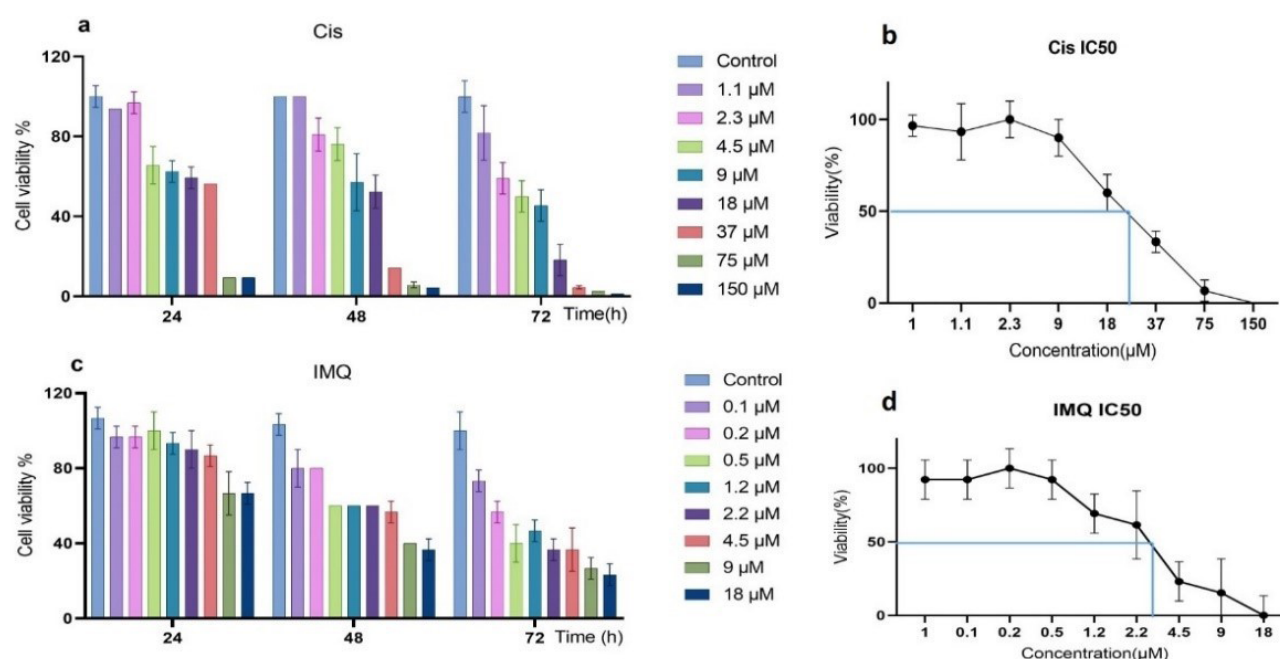 a
Cis
Cell viability %
120
80
40
0
24
48
72
Time(h)
Control
1.1 µM
2.3 µM
4.5 µM
9 µM
18 µM
37 µM
75 µM
150 µM
b
Cis IC50
Viability(%)
100
50
0
1
1.1
2.3
9
18
37
75
150
Concentration(µM)
c
IMQ
Cell viability %
120
80
40
0
24
48
72
Time (h)
Control
0.1 µM
0.2 µM
0.5 µM
1.2 µM
2.2 µM
4.5 µM
9 µM
18 µM
d
IMQ IC50
Viability(%)
100
50
0
1
0.1
0.2
0.5
1.2
2.2
4.5
9
18
Concentration(µM)